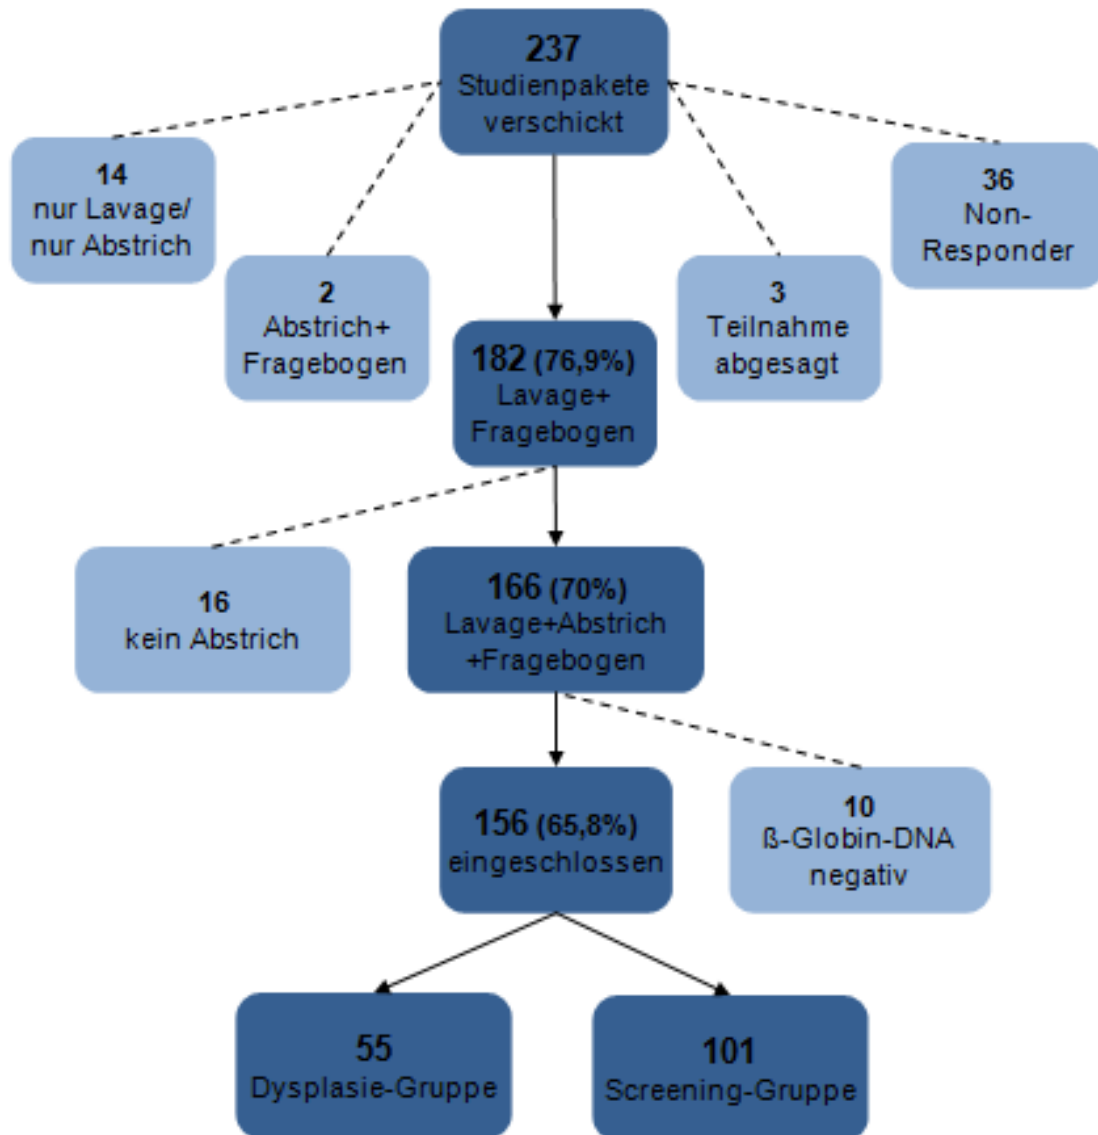 237
Studienpakete
verschickt
14
nur Lavage/
nur Abstrich
2
Abstrich+
Fragebogen
3
Teilnahme
abgesagt
36
Non-
Responder
182 (76,9%)
Lavage+
Fragebogen
16
kein Abstrich
166 (70%)
Lavage+Abstrich
+Fragebogen
156 (65,8%)
eingeschlossen
10
ß-Globin-DNA
negativ
55
Dysplasie-Gruppe
101
Screening-Gruppe